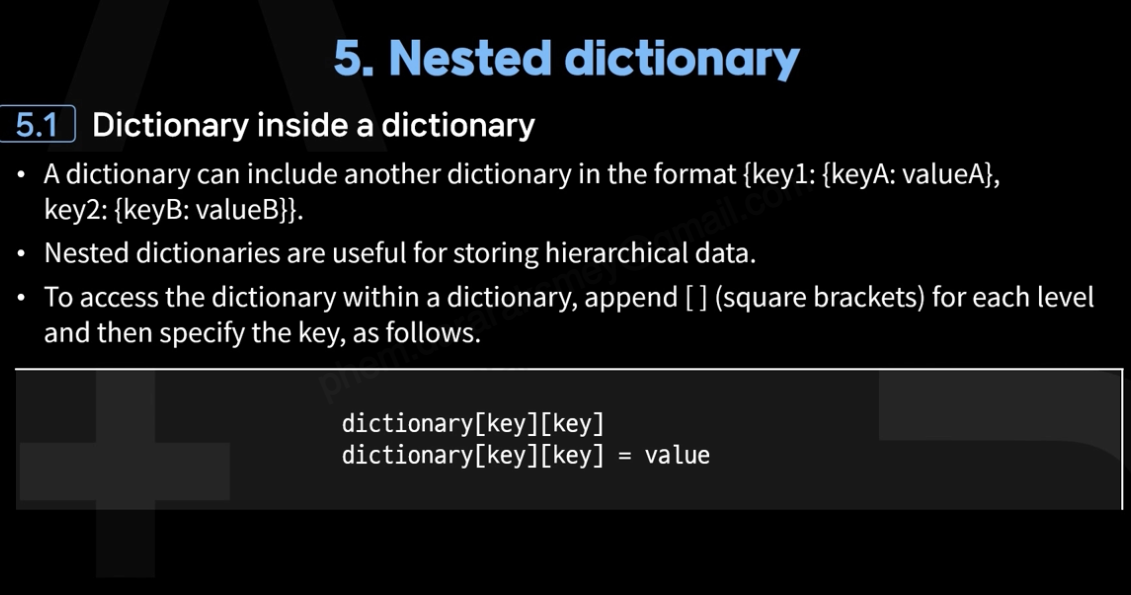 5. Nested dictionary
5.1 Dictionary inside a dictionary
• A dictionary can include another dictionary in the format {key1: {keyA: valueA},
key2: {keyB: valueB}}.
• Nested dictionaries are useful for storing hierarchical data.
• To access the dictionary within a dictionary, append [ ] (square brackets) for each level
and then specify the key, as follows.
dictionary[key][key]
dictionary[key][key] = value